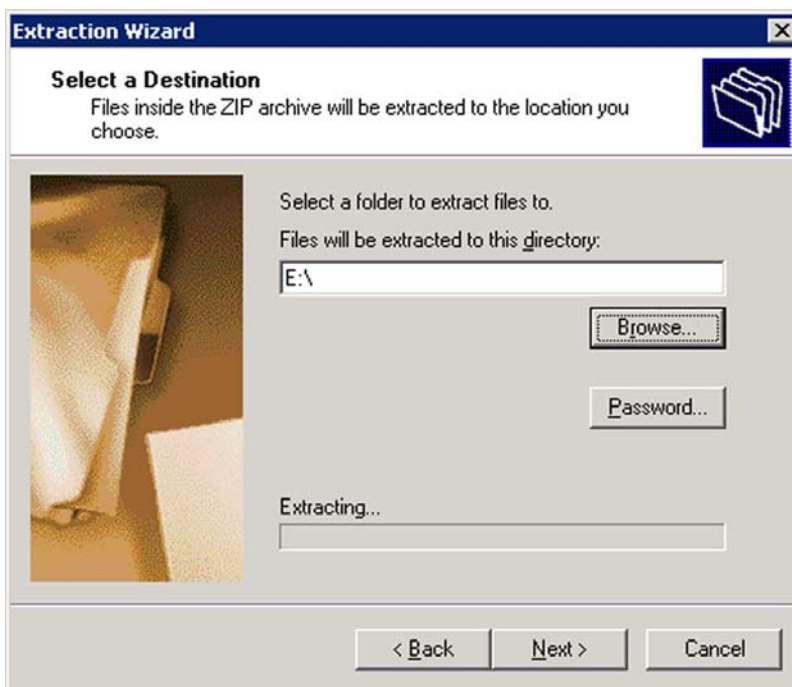 Extraction Wizard
Select a Destination
Files inside the ZIP archive will be extracted to the location you
choose.
Select a folder to extract files to.
Files will be extracted to this directory:
E:\
Browse...
Password...
Extracting...
< Back
Next >
Cancel